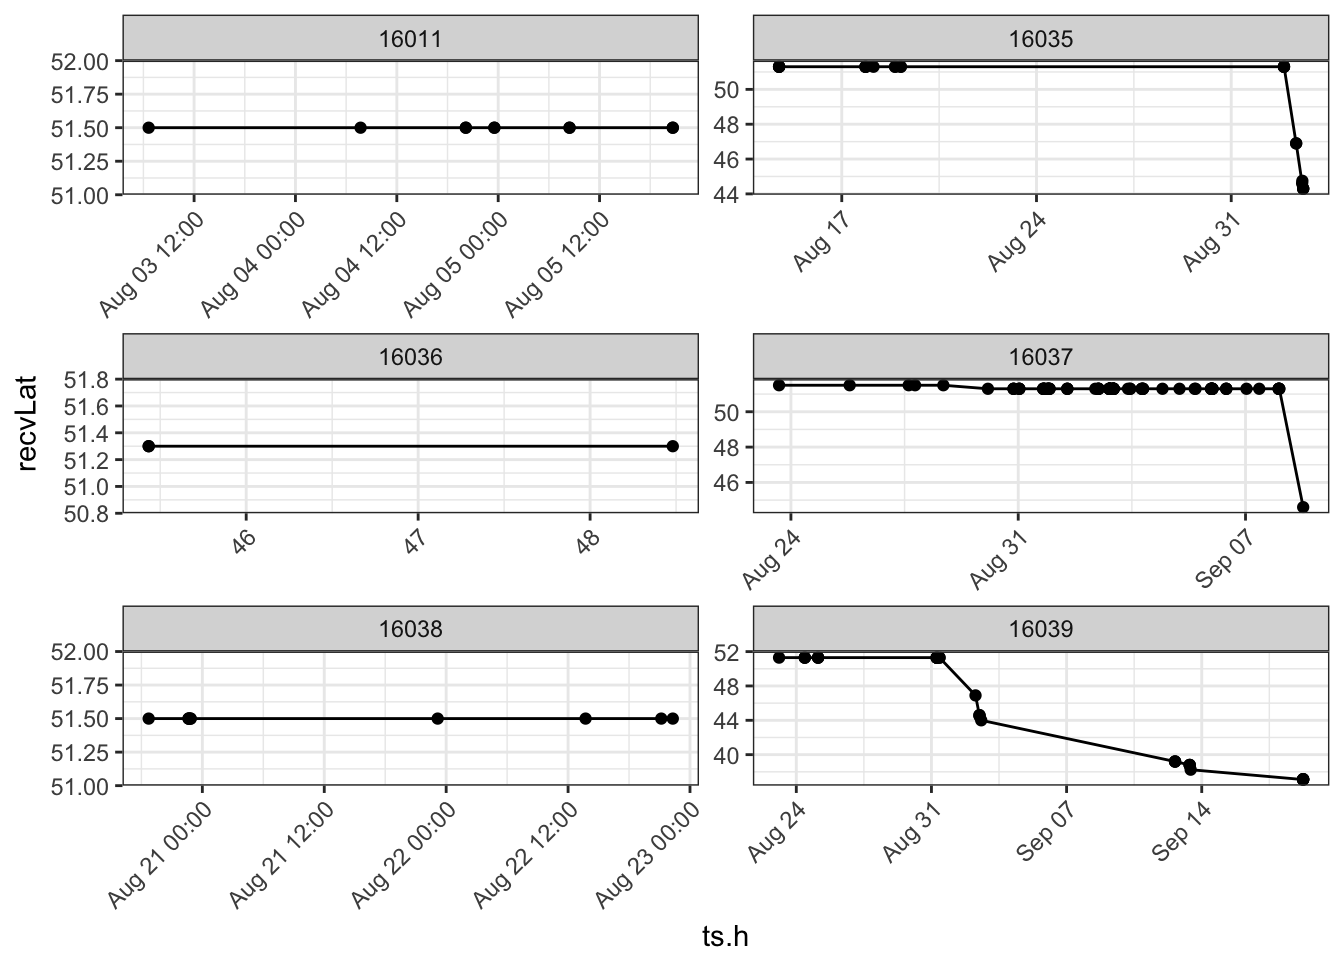 16011
52.00
51.75
51.50
51.25
51.00
Aug 03 12:00
Aug 04 00:00
Aug 04 12:00
Aug 05 00:00
Aug 05 12:00
16035
50
48
46
44
Aug 17
Aug 24
Aug 31
recvLat
16036
51.8
51.6
51.4
51.2
51.0
50.8
46
47
48
16037
50
48
46
Aug 24
Aug 31
Sep 07
16038
52.00
51.75
51.50
51.25
51.00
Aug 21 00:00
Aug 21 12:00
Aug 22 00:00
Aug 22 12:00
Aug 23 00:00
16039
52
48
44
40
Aug 24
Aug 31
Sep 07
Sep 14
ts.h